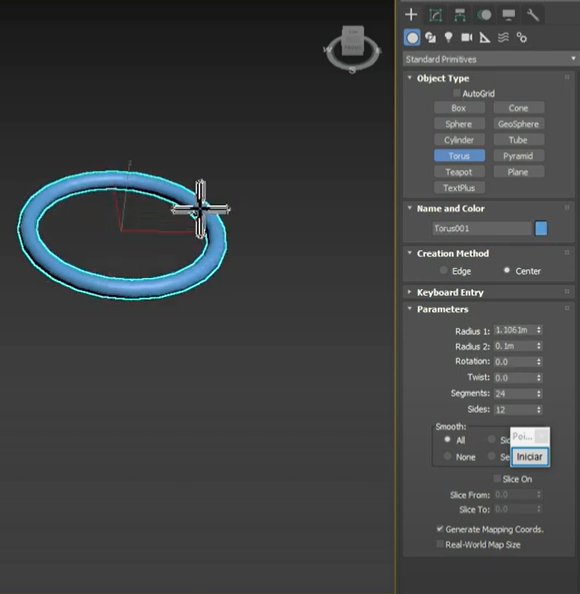 W
S
Standard Primitives
Object Type
AutoGrid
Box Cone
Sphere GeoSphere
Cylinder Tube
Torus Pyramid
Teapot Plane
TextPlus
Name and Color
Torus001
Creation Method
Edge Center
Keyboard Entry
Parameters
Radius 1: 1.1061m
Radius 2: 0.1m
Rotation: 0.0
Twist: 0.0
Segments: 24
Sides: 12
Smooth:
All Poi...
None Se Iniciar
Slice On
Slice From: 0.0
Slice To: 0.0
Generate Mapping Coords.
Real-World Map Size